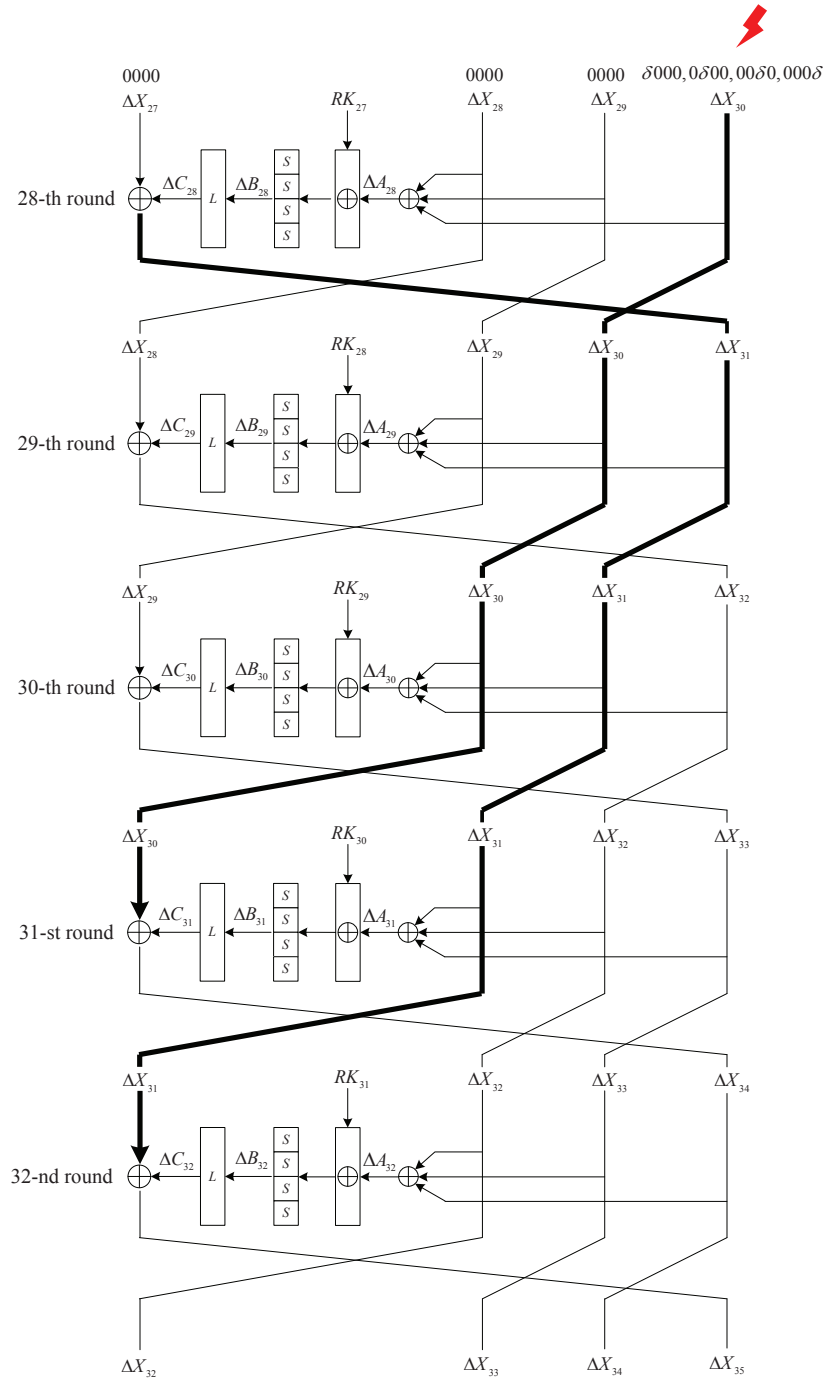 0000 0000 0000 δ000,0δ00,00δ0,000δ
ΔX₂₇ RK₂₇ ΔX₂₈ ΔX₂₉ ΔX₃₀
28-th round ΔC₂₈ L ΔB₂₈ S S S S ΔA₂₈
ΔX₂₈ RK₂₈ ΔX₂₉ ΔX₃₀ ΔX₃₁
29-th round ΔC₂₉ L ΔB₂₉ S S S S ΔA₂₉
ΔX₂₉ RK₂₉ ΔX₃₀ ΔX₃₁ ΔX₃₂
30-th round ΔC₃₀ L ΔB₃₀ S S S S ΔA₃₀
ΔX₃₀ RK₃₀ ΔX₃₁ ΔX₃₂ ΔX₃₃
31-st round ΔC₃₁ L ΔB₃₁ S S S S ΔA₃₁
ΔX₃₁ RK₃₁ ΔX₃₂ ΔX₃₃ ΔX₃₄
32-nd round ΔC₃₂ L ΔB₃₂ S S S S ΔA₃₂
ΔX₃₂ ΔX₃₃ ΔX₃₄ ΔX₃�5